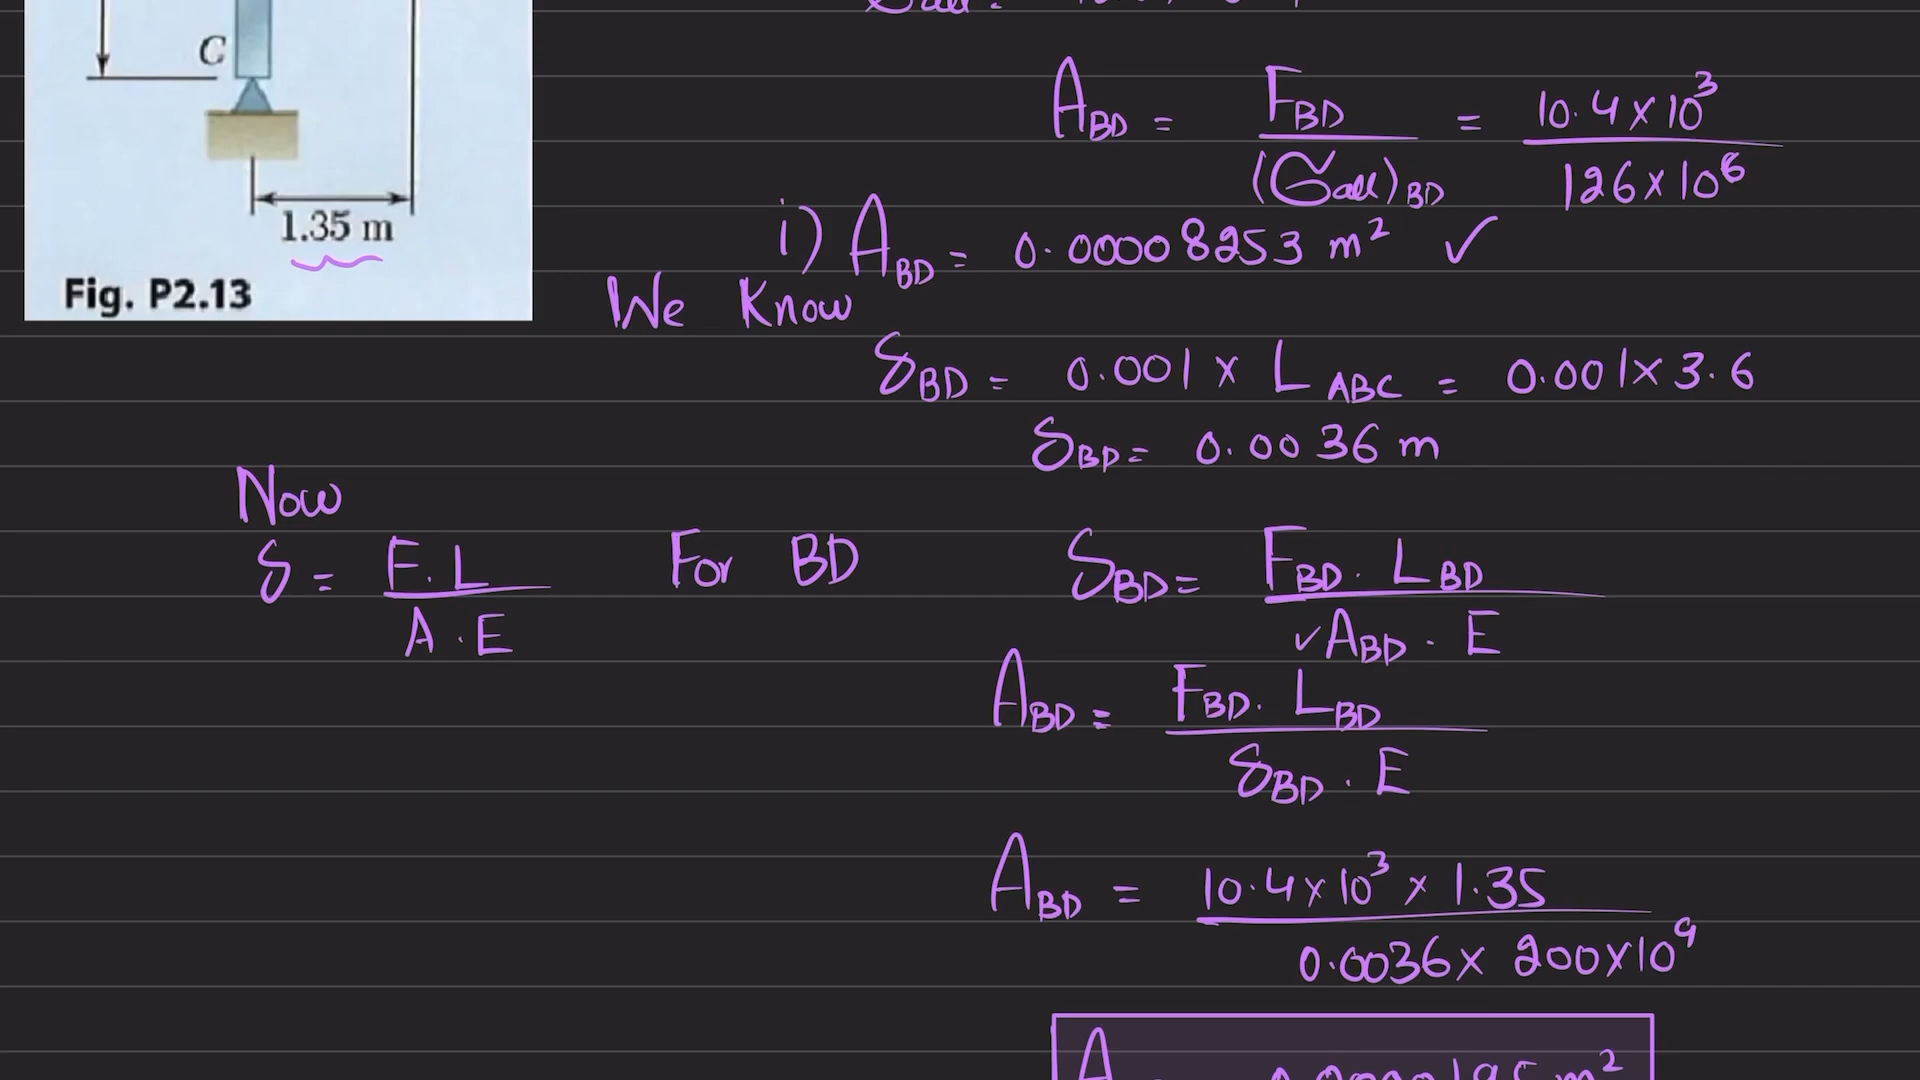 C
1.35 m
Fig. P2.13
A_BD = F_BD / (σ_all)_BD = 10.4 × 10^3 / 126 × 10^6
i) A_BD = 0.00008253 m^2 ✓
We Know
δ_BD = 0.001 × L_ABC = 0.001 × 3.6
δ_BD = 0.0036 m
Now
δ = F. L / A . E For BD δ_BD = F_BD . L_BD / ✓A_BD . E
A_BD = F_BD . L_BD / δ_BD . E
A_BD = 10.4 × 10^3 × 1.35 / 0.0036 × 200 × 10^9
A m^2